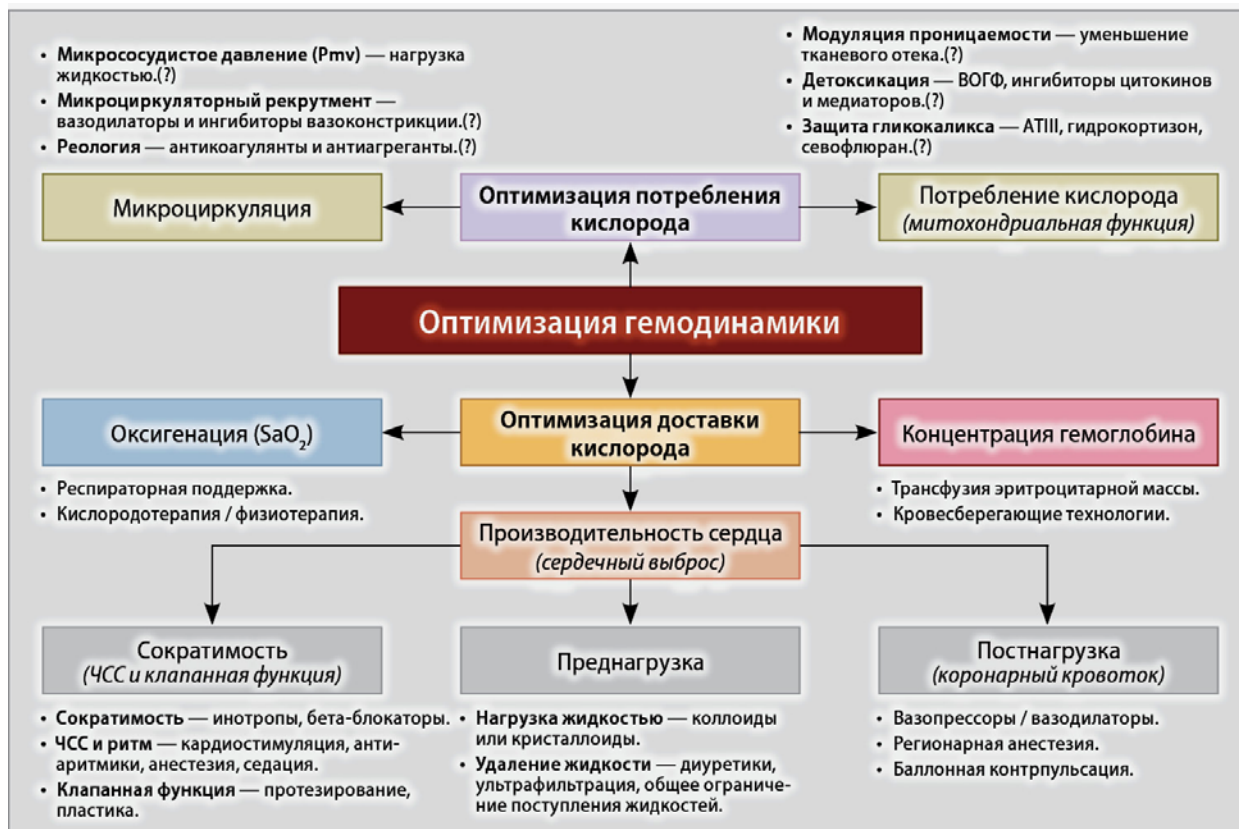 • Микрососудистое давление (Pmv) — нагрузка
жидкостью.(?)
• Микроциркуляторный рекрутмент —
вазодилаторы и ингибиторы вазоконстрикции.(?)
• Реология — антикоагулянты и антиагреганты.(?)
• Модуляция проницаемости — уменьшение
тканевого отека.(?)
• Детоксикация — ВОГФ, ингибиторы цитокинов
и медиаторов.(?)
• Защита гликокаликса — АТIII, гидрокортизон,
севофлюран.(?)
Микроциркуляция
Оптимизация потребления
кислорода
Потребление кислорода
(митохондриальная функция)
Оптимизация гемодинамики
Оксигенация (SaO₂)
Оптимизация доставки
кислорода
Концентрация гемоглобина
• Респираторная поддержка.
• Кислородотерапия / физиотерапия.
• Трансфузия эритроцитарной массы.
• Кровесберегающие технологии.
Производительность сердца
(сердечный выброс)
Сократимость
(ЧСС и клапанная функция)
Преднагрузка
Постнагрузка
(коронарный кровоток)
• Сократимость — инотропы, бета-блокаторы.
• ЧСС и ритм — кардиостимуляция, анти-
аритмики, анестезия, седация.
• Клапанная функция — протезирование,
пластика.
• Нагрузка жидкостью — коллоиды
или кристаллоиды.
• Удаление жидкости — диуретики,
ультрафильтрация, общее ограниче-
ние поступления жидкостей.
• Вазопрессоры / вазодилаторы.
• Регионарная анестезия.
• Баллонная контрпульсация.